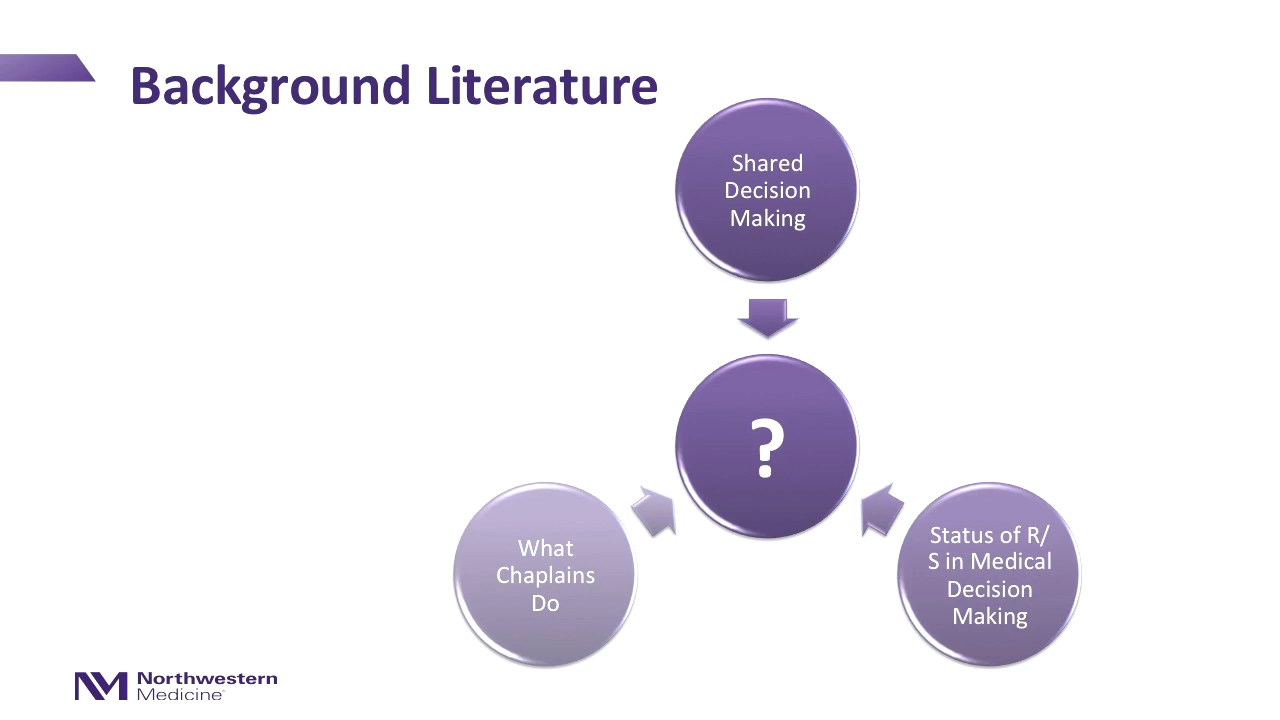 Background Literature
Shared
Decision
Making
?
What
Chaplains
Do
Status of R/
S in Medical
Decision
Making
Northwestern
Medicine®